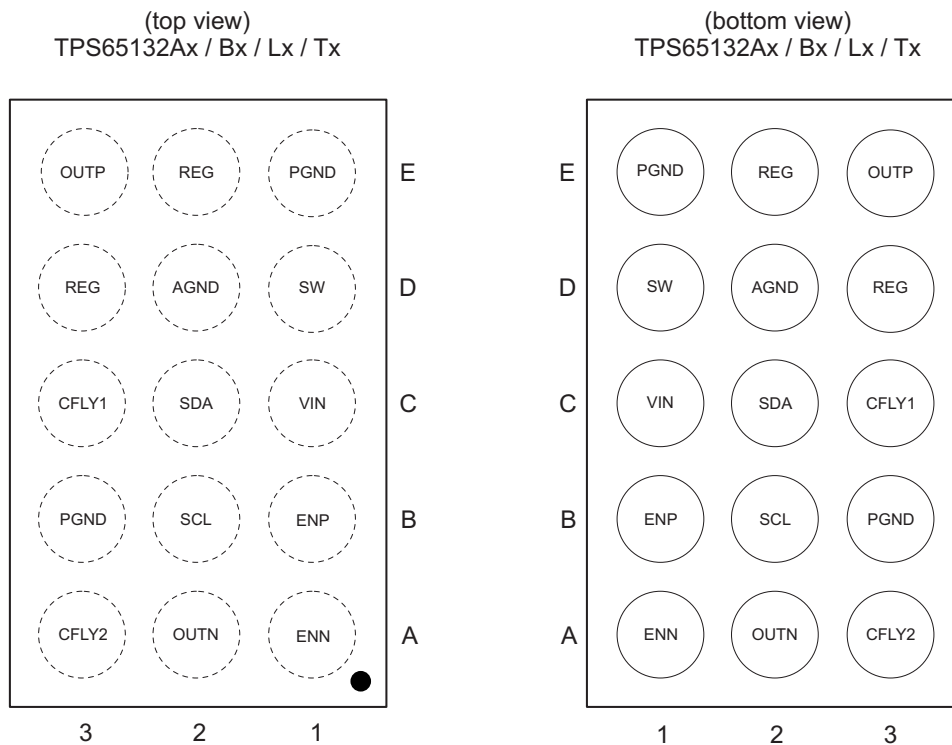 (top view)
TPS65132Ax / Bx / Lx / Tx
OUTP REG PGND E
REG AGND SW D
CFLY1 SDA VIN C
PGND SCL ENP B
CFLY2 OUTN ENN A
3 2 1
(bottom view)
TPS65132Ax / Bx / Lx / Tx
E PGND REG OUTP
D SW AGND REG
C VIN SDA CFLY1
B ENP SCL PGND
A ENN OUTN CFLY2
1 2 3